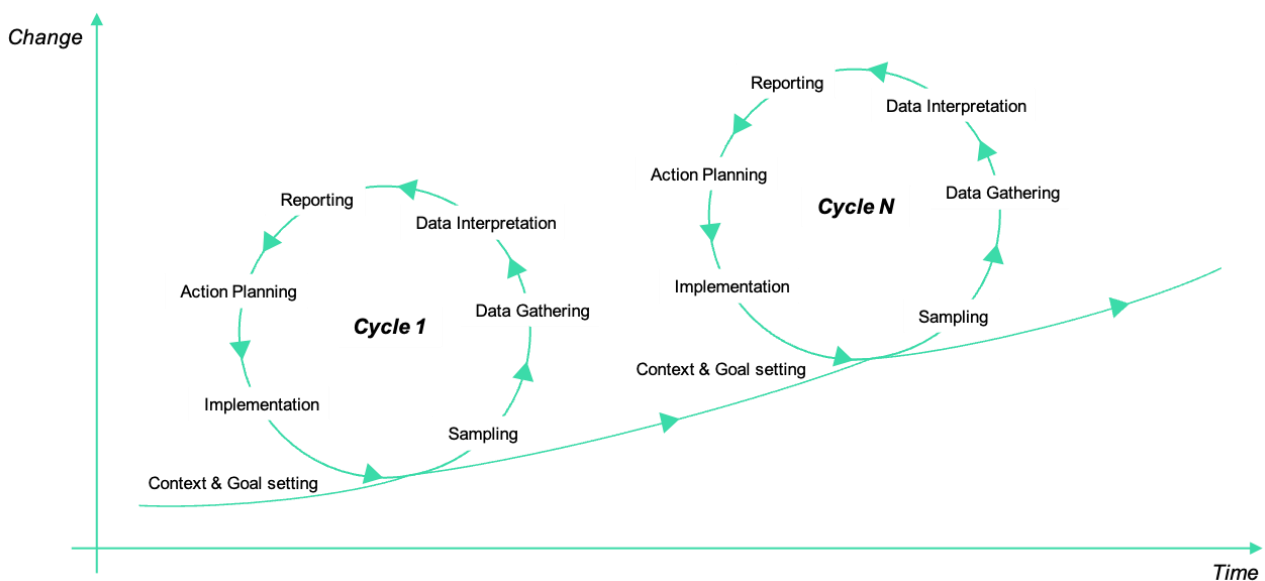 Change
Reporting
Data Interpretation
Action Planning
Data Gathering
Cycle N
Implementation
Sampling
Context & Goal setting
Reporting
Data Interpretation
Action Planning
Data Gathering
Cycle 1
Implementation
Sampling
Context & Goal setting
Time